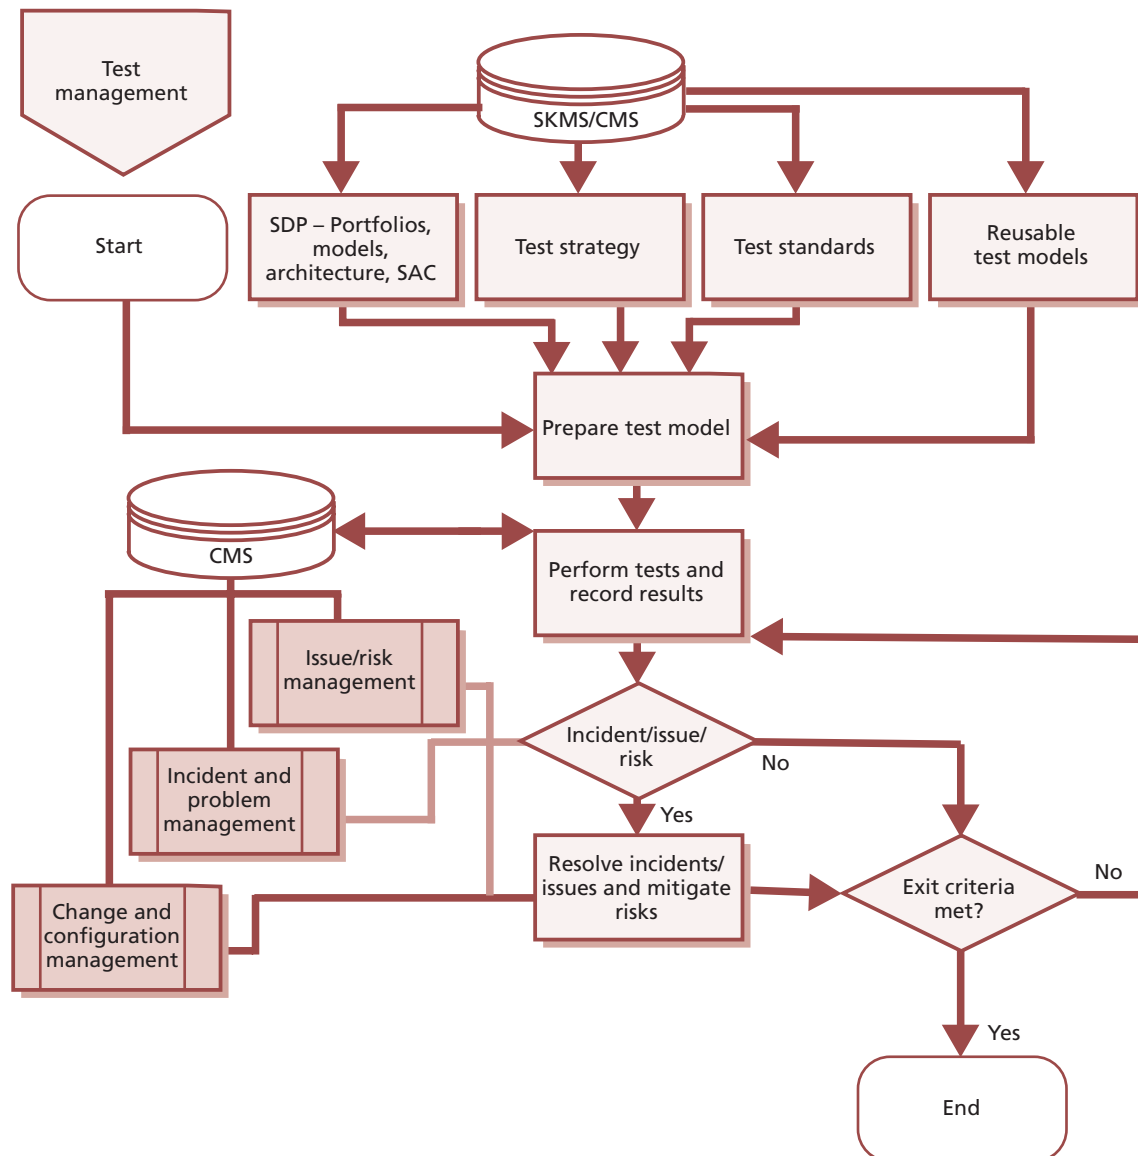 Test
management
SKMS/CMS
Start
SDP – Portfolios,
models,
architecture, SAC
Test strategy
Test standards
Reusable
test models
Prepare test model
CMS
Perform tests and
record results
Issue/risk
management
Incident/issue/
risk
No
Incident and
problem
management
Yes
Resolve incidents/
issues and mitigate
risks
Exit criteria
met?
No
Change and
configuration
management
Yes
End